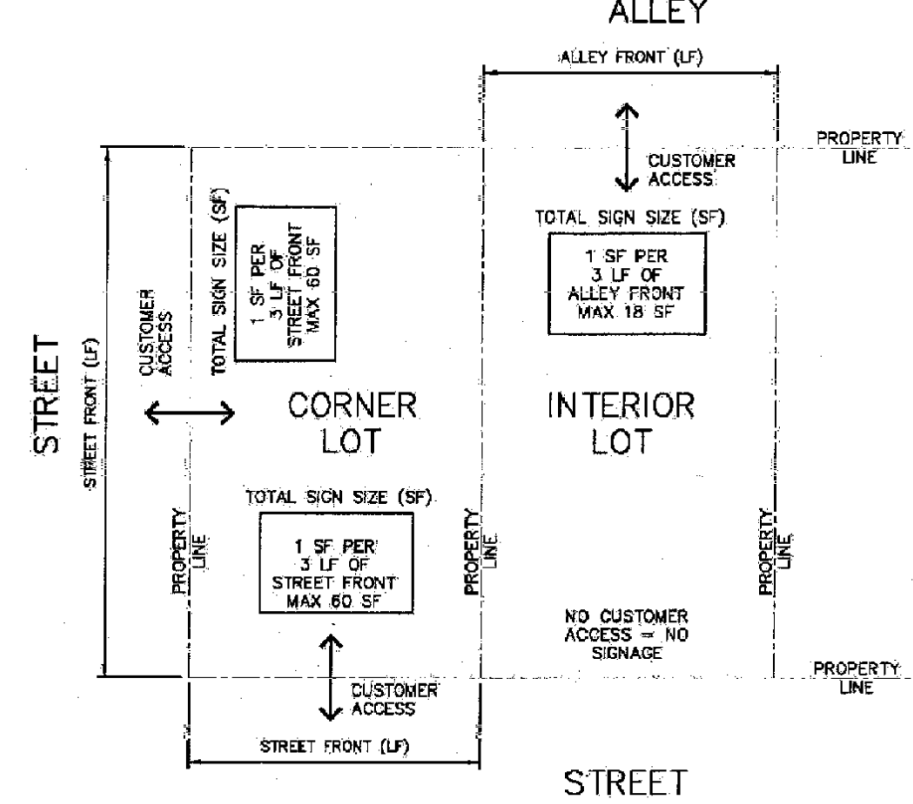 ALLEY
ALLEY FRONT (LF)
PROPERTY
LINE
CUSTOMER
ACCESS
TOTAL SIGN SIZE (SF)
1 SF PER
3 LF OF
ALLEY FRONT
MAX 18 SF
TOTAL SIGN SIZE (SF)
1 SF PER
3 LF OF
STREET FRONT
MAX 60 SF
CUSTOMER
ACCESS
STREET
STREET FRONT (LF)
CORNER
LOT
INTERIOR
LOT
TOTAL SIGN SIZE (SF)
1 SF PER
3 LF OF
STREET FRONT
MAX 60 SF
PROPERTY
LINE
PROPERTY
LINE
PROPERTY
LINE
NO CUSTOMER
ACCESS = NO
SIGNAGE
PROPERTY
LINE
CUSTOMER
ACCESS
STREET FRONT (LF)
STREET